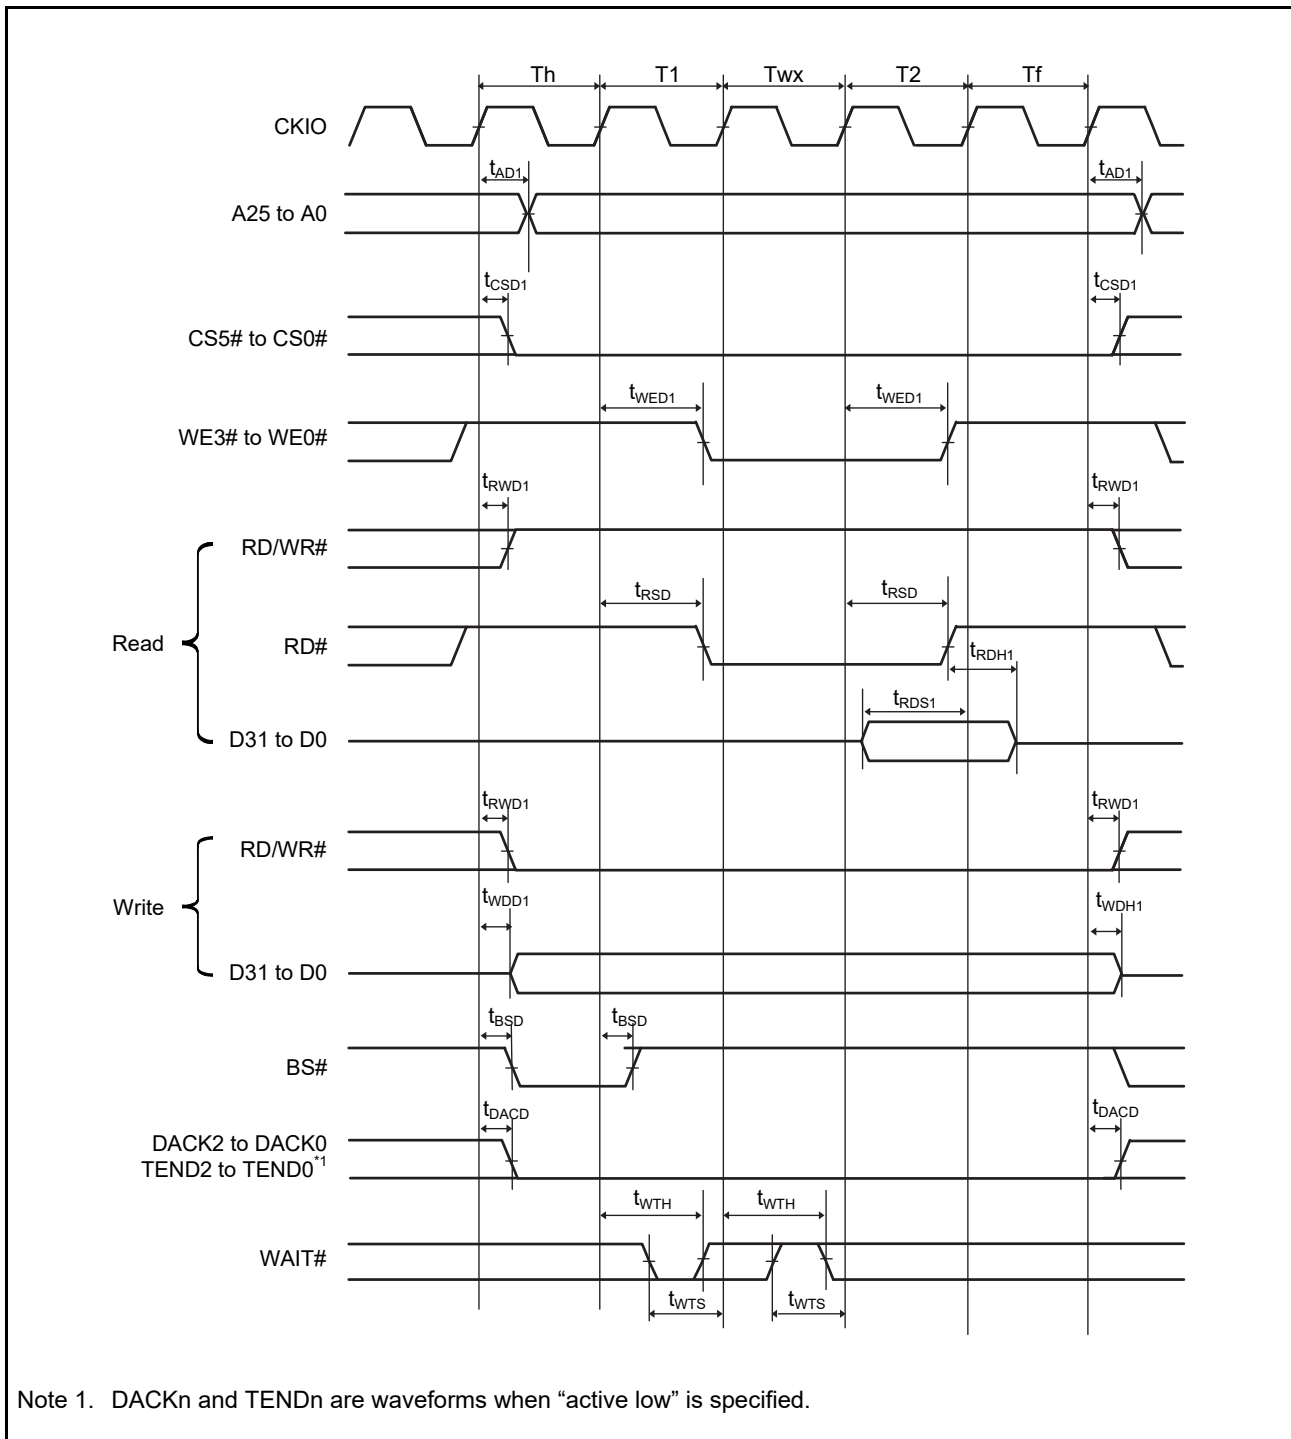 Th T1 Twx T2 Tf
CKIO
tAD1 tAD1
A25 to A0
tCSD1 tCSD1
CS5# to CS0#
tWED1 tWED1
WE3# to WE0#
tRWD1 tRWD1
RD/WR#
tRSD tRSD
Read
RD#
tRDH1
tRDS1
D31 to D0
tRWD1 tRWD1
RD/WR#
tWDD1 tWDH1
Write
D31 to D0
tBSD tBSD
BS#
tDACD tDACD
DACK2 to DACK0
TEND2 to TEND0*1
tWTH tWTH
WAIT#
tWTS tWTS
Note 1. DACKn and TENDn are waveforms when “active low” is specified.